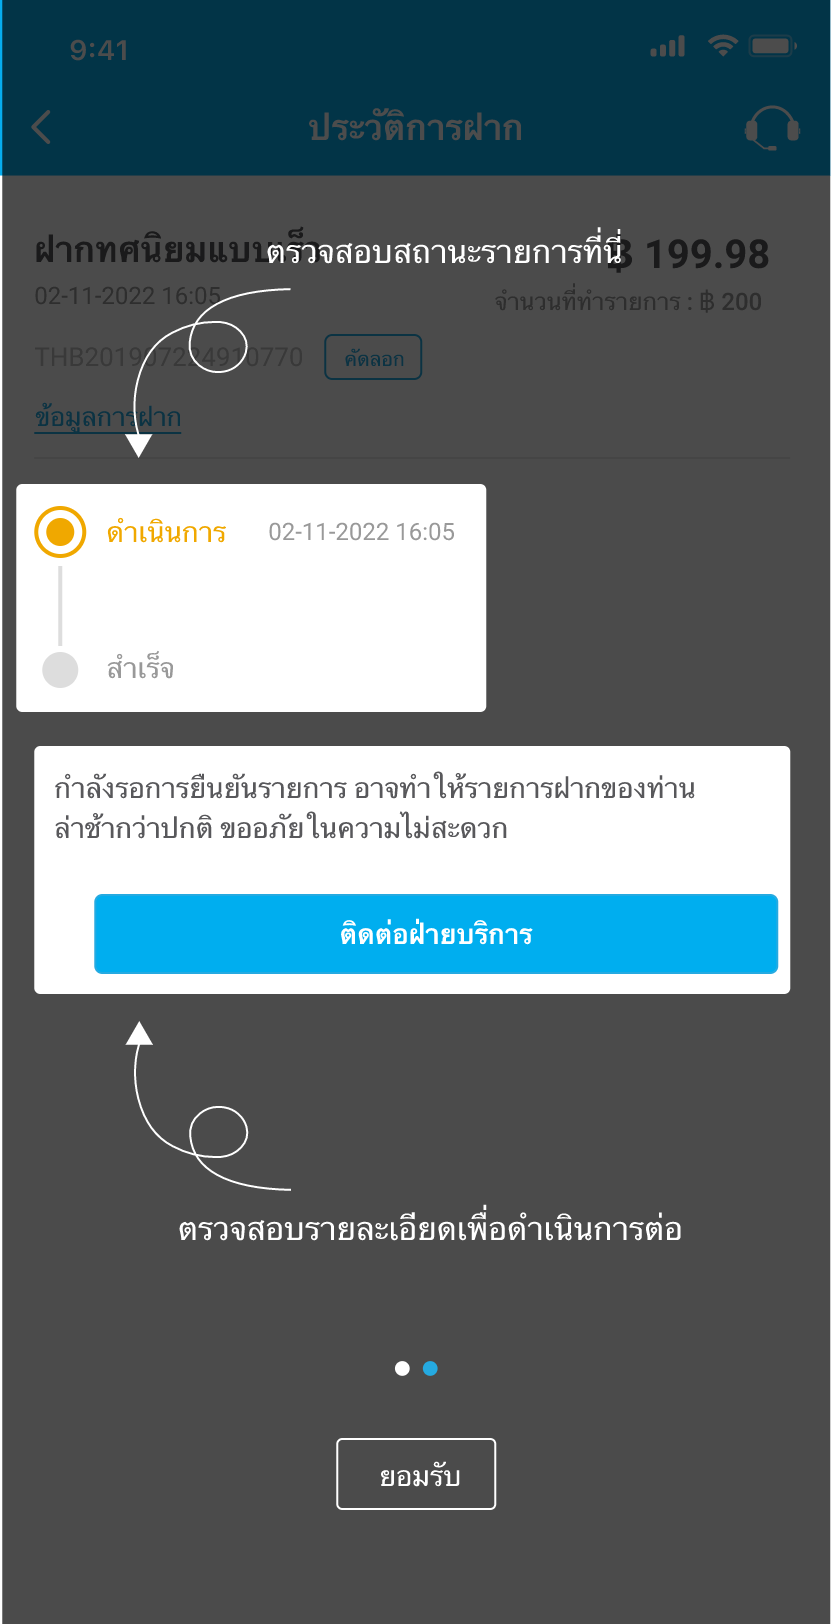 9:41
ประวัติการฝาก
ตรวจสอบสถานะรายการที่นี่
ฝากทศนิยมแบบเร็ว
฿ 199.98
02-11-2022 16:05
จำนวนที่ทำรายการ : ฿ 200
THB201907224910770
คัดลอก
ข้อมูลการฝาก
ดำเนินการ 02-11-2022 16:05
สำเร็จ
กำลังรอการยืนยันรายการ อาจทำให้รายการฝากของท่าน
ล่าช้ากว่าปกติ ขออภัยในความไม่สะดวก
ติดต่อฝ่ายบริการ
ตรวจสอบรายละเอียดเพื่อดำเนินการต่อ
ยอมรับ